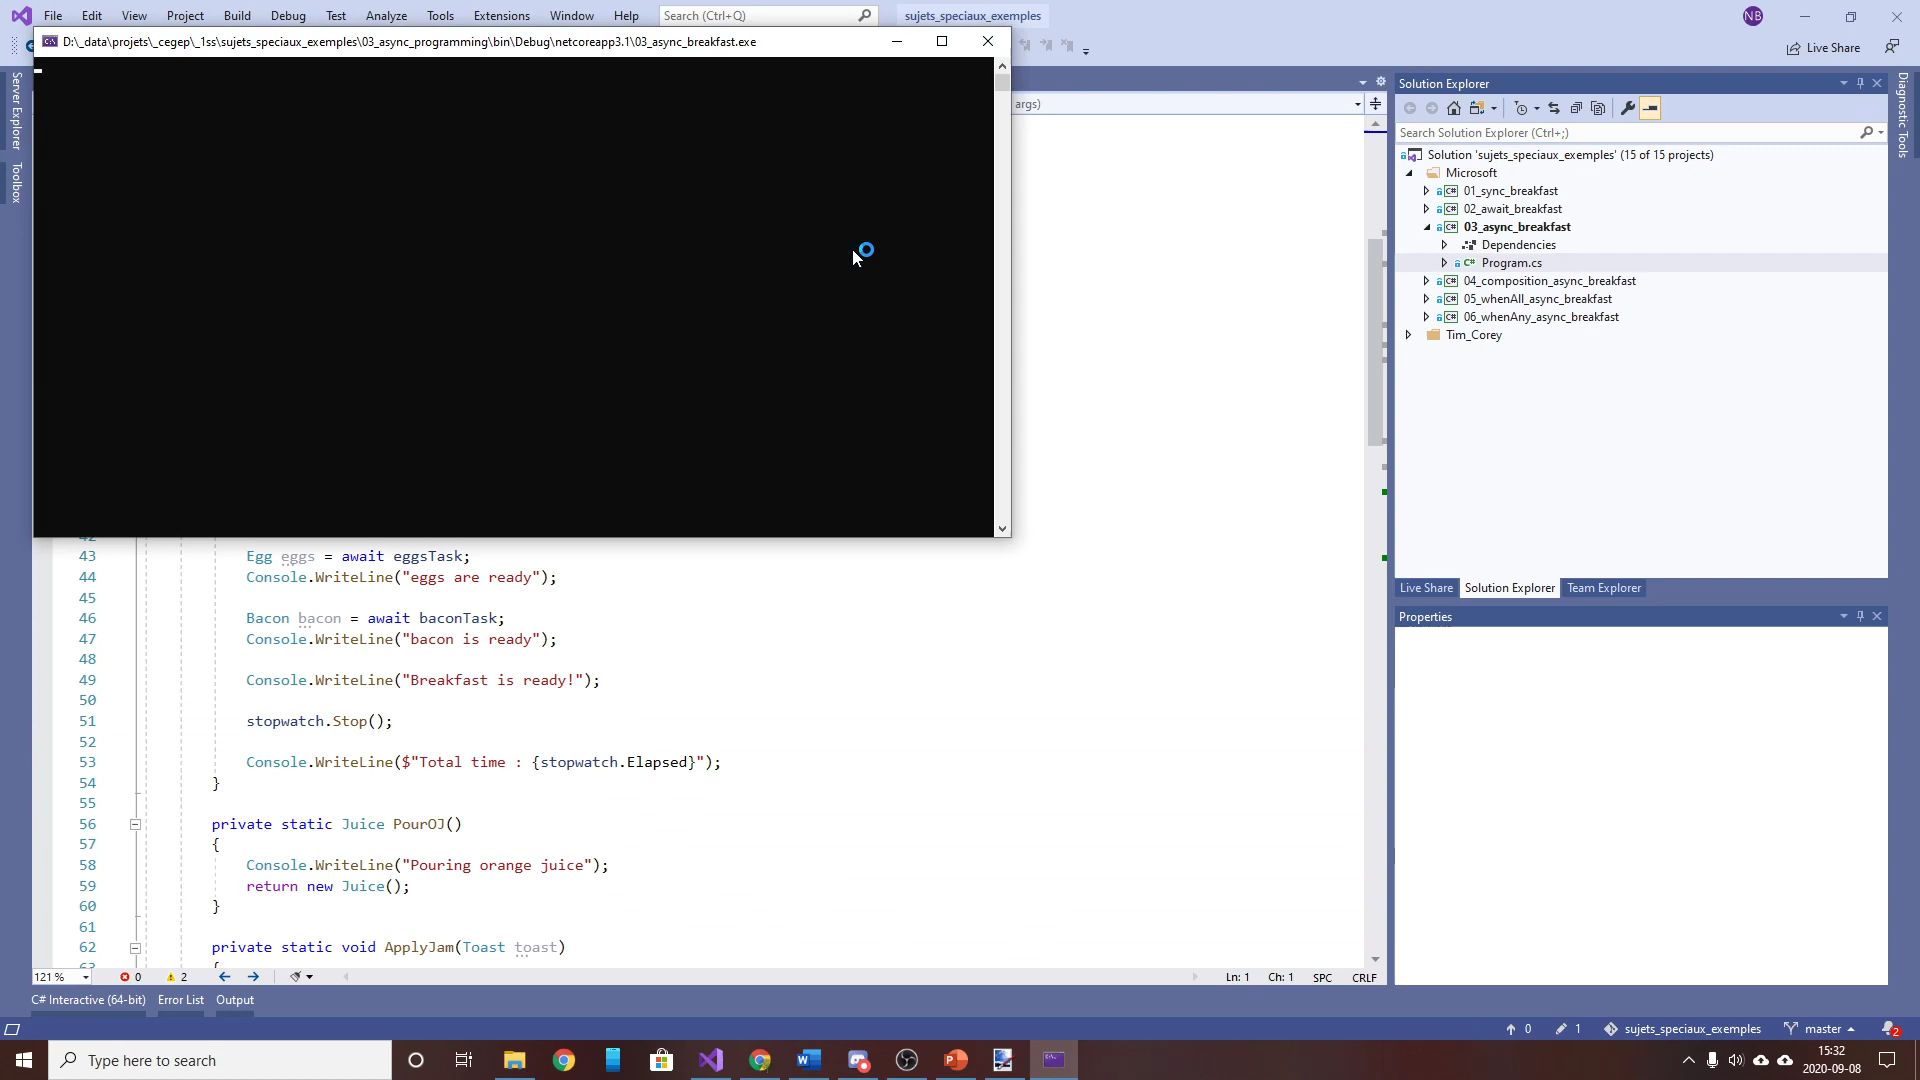 File Edit View Project Build Debug Test Analyze Tools Extensions Window Help Search (Ctrl+Q) sujets_speciaux_exemples NB
D:\_data\projets\_cegep\_1ss\sujets_speciaux_exemples\03_async_programming\bin\Debug\netcoreapp3.1\03_async_breakfast.exe
Live Share
Server Explorer
Toolbox
args)
43 Egg eggs = await eggsTask;
44 Console.WriteLine("eggs are ready");
45
46 Bacon bacon = await baconTask;
47 Console.WriteLine("bacon is ready");
48
49 Console.WriteLine("Breakfast is ready!");
50
51 stopwatch.Stop();
52
53 Console.WriteLine($"Total time : {stopwatch.Elapsed}");
54 }
55
56 private static Juice PourOJ()
57 {
58 Console.WriteLine("Pouring orange juice");
59 return new Juice();
60 }
61
62 private static void ApplyJam(Toast toast)
63 {
121 % 0 2 Ln: 1 Ch: 1 SPC CRLF
C# Interactive (64-bit) Error List Output
Solution Explorer
Search Solution Explorer (Ctrl+;)
Solution 'sujets_speciaux_exemples' (15 of 15 projects)
Microsoft
C# 01_sync_breakfast
C# 02_await_breakfast
C# 03_async_breakfast
Dependencies
C# Program.cs
C# 04_composition_async_breakfast
C# 05_whenAll_async_breakfast
C# 06_whenAny_async_breakfast
Tim_Corey
Live Share Solution Explorer Team Explorer
Properties
Diagnostic Tools
0 1 sujets_speciaux_exemples master 2
Type here to search
15:32
2020-09-08